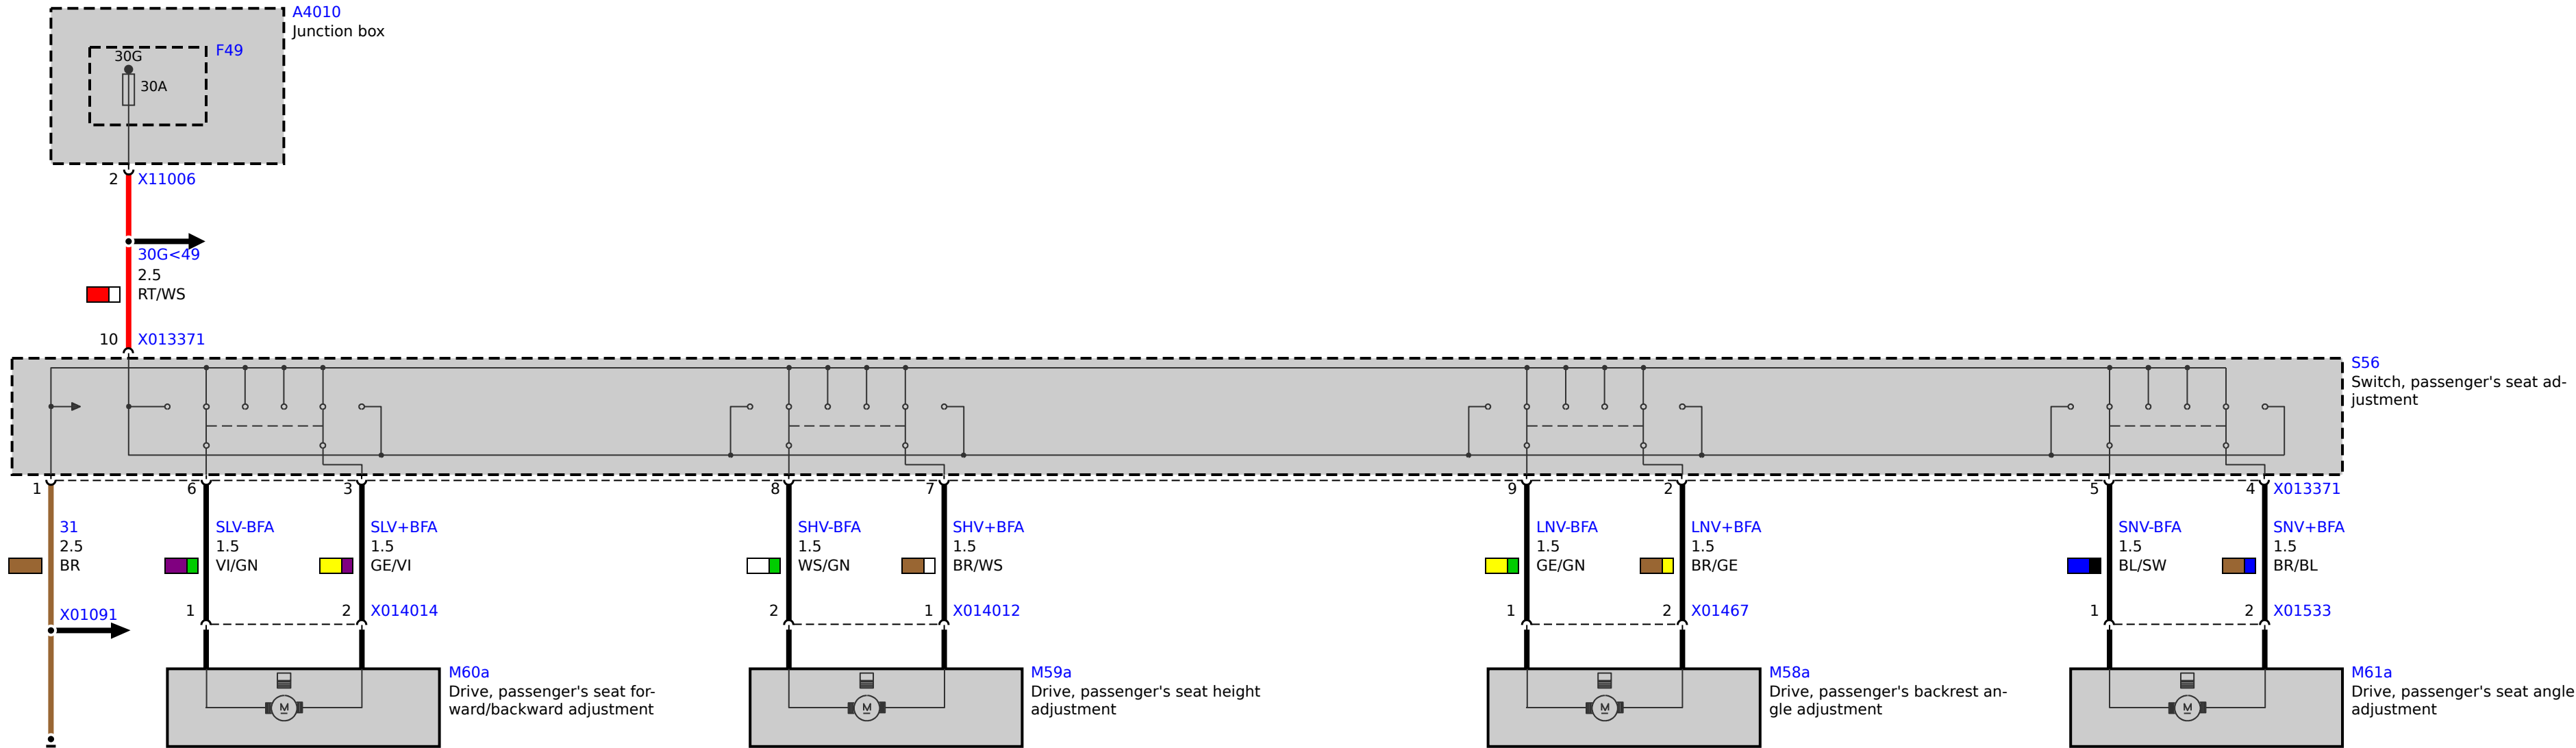 A4010
Junction box
F49
30G
30A
2 X11006
30G<49
2.5
RT/WS
10 X013371
S56
Switch, passenger's seat ad-
justment
1 6 3 8 7 9 2 5 4 X013371
31 SLV-BFA SLV+BFA SHV-BFA SHV+BFA LNV-BFA LNV+BFA SNV-BFA SNV+BFA
2.5 1.5 1.5 1.5 1.5 1.5 1.5 1.5 1.5
BR VI/GN GE/VI WS/GN BR/WS GE/GN BR/GE BL/SW BR/BL
X01091 1 2 X014014 2 1 X014012 1 2 X01467 1 2 X01533
M60a
Drive, passenger's seat for-
ward/backward adjustment
M
M59a
Drive, passenger's seat height
adjustment
M
M58a
Drive, passenger's backrest an-
gle adjustment
M
M61a
Drive, passenger's seat angle
adjustment
M